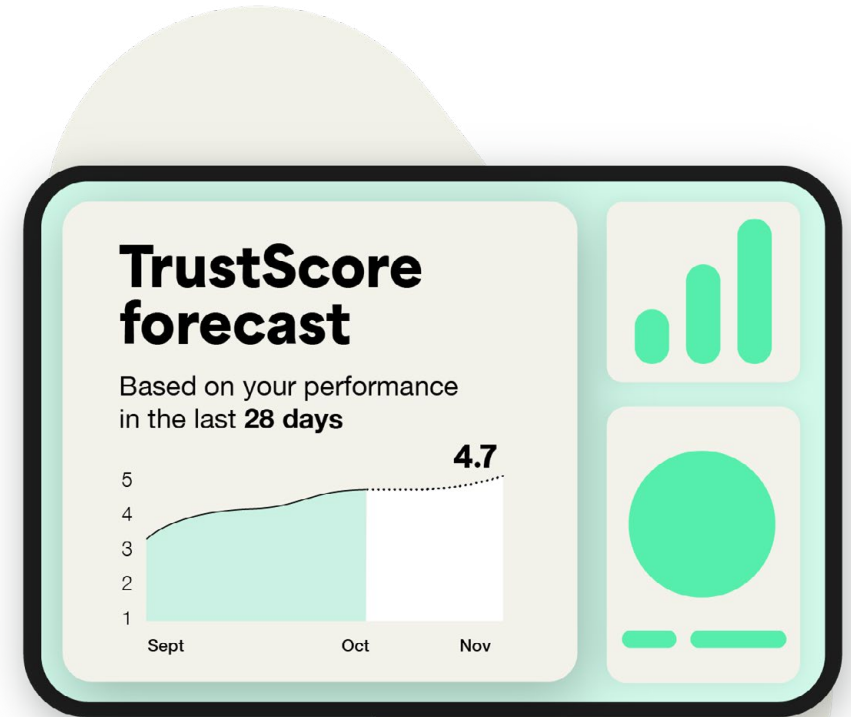 TrustScore
forecast
Based on your performance
in the last 28 days
4.7
5
4
3
2
1
Sept Oct Nov